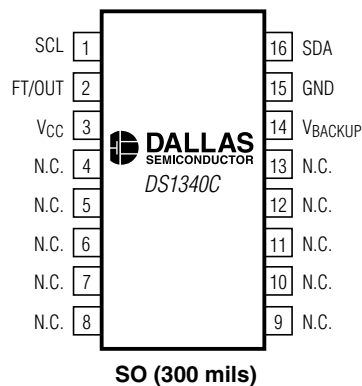 SCL 1 16 SDA
FT/OUT 2 15 GND
VCC 3 14 VBACKUP
N.C. 4 DALLAS 13 N.C.
SEMICONDUCTOR
DS1340C
N.C. 5 12 N.C.
N.C. 6 11 N.C.
N.C. 7 10 N.C.
N.C. 8 9 N.C.
SO (300 mils)